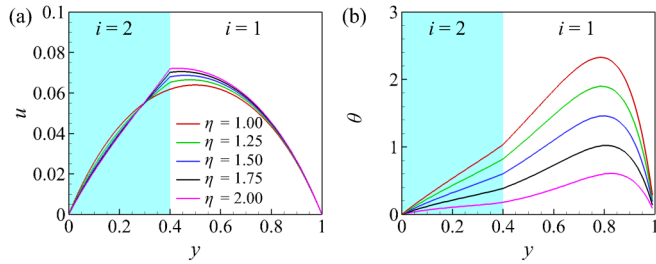 (a)
i = 2
i = 1
0.1
0.08
0.06
0.04
0.02
0
u
η = 1.00
η = 1.25
η = 1.50
η = 1.75
η = 2.00
0 0.2 0.4 0.6 0.8 1
y
(b)
i = 2
i = 1
3
2
1
0
θ
0 0.2 0.4 0.6 0.8 1
y